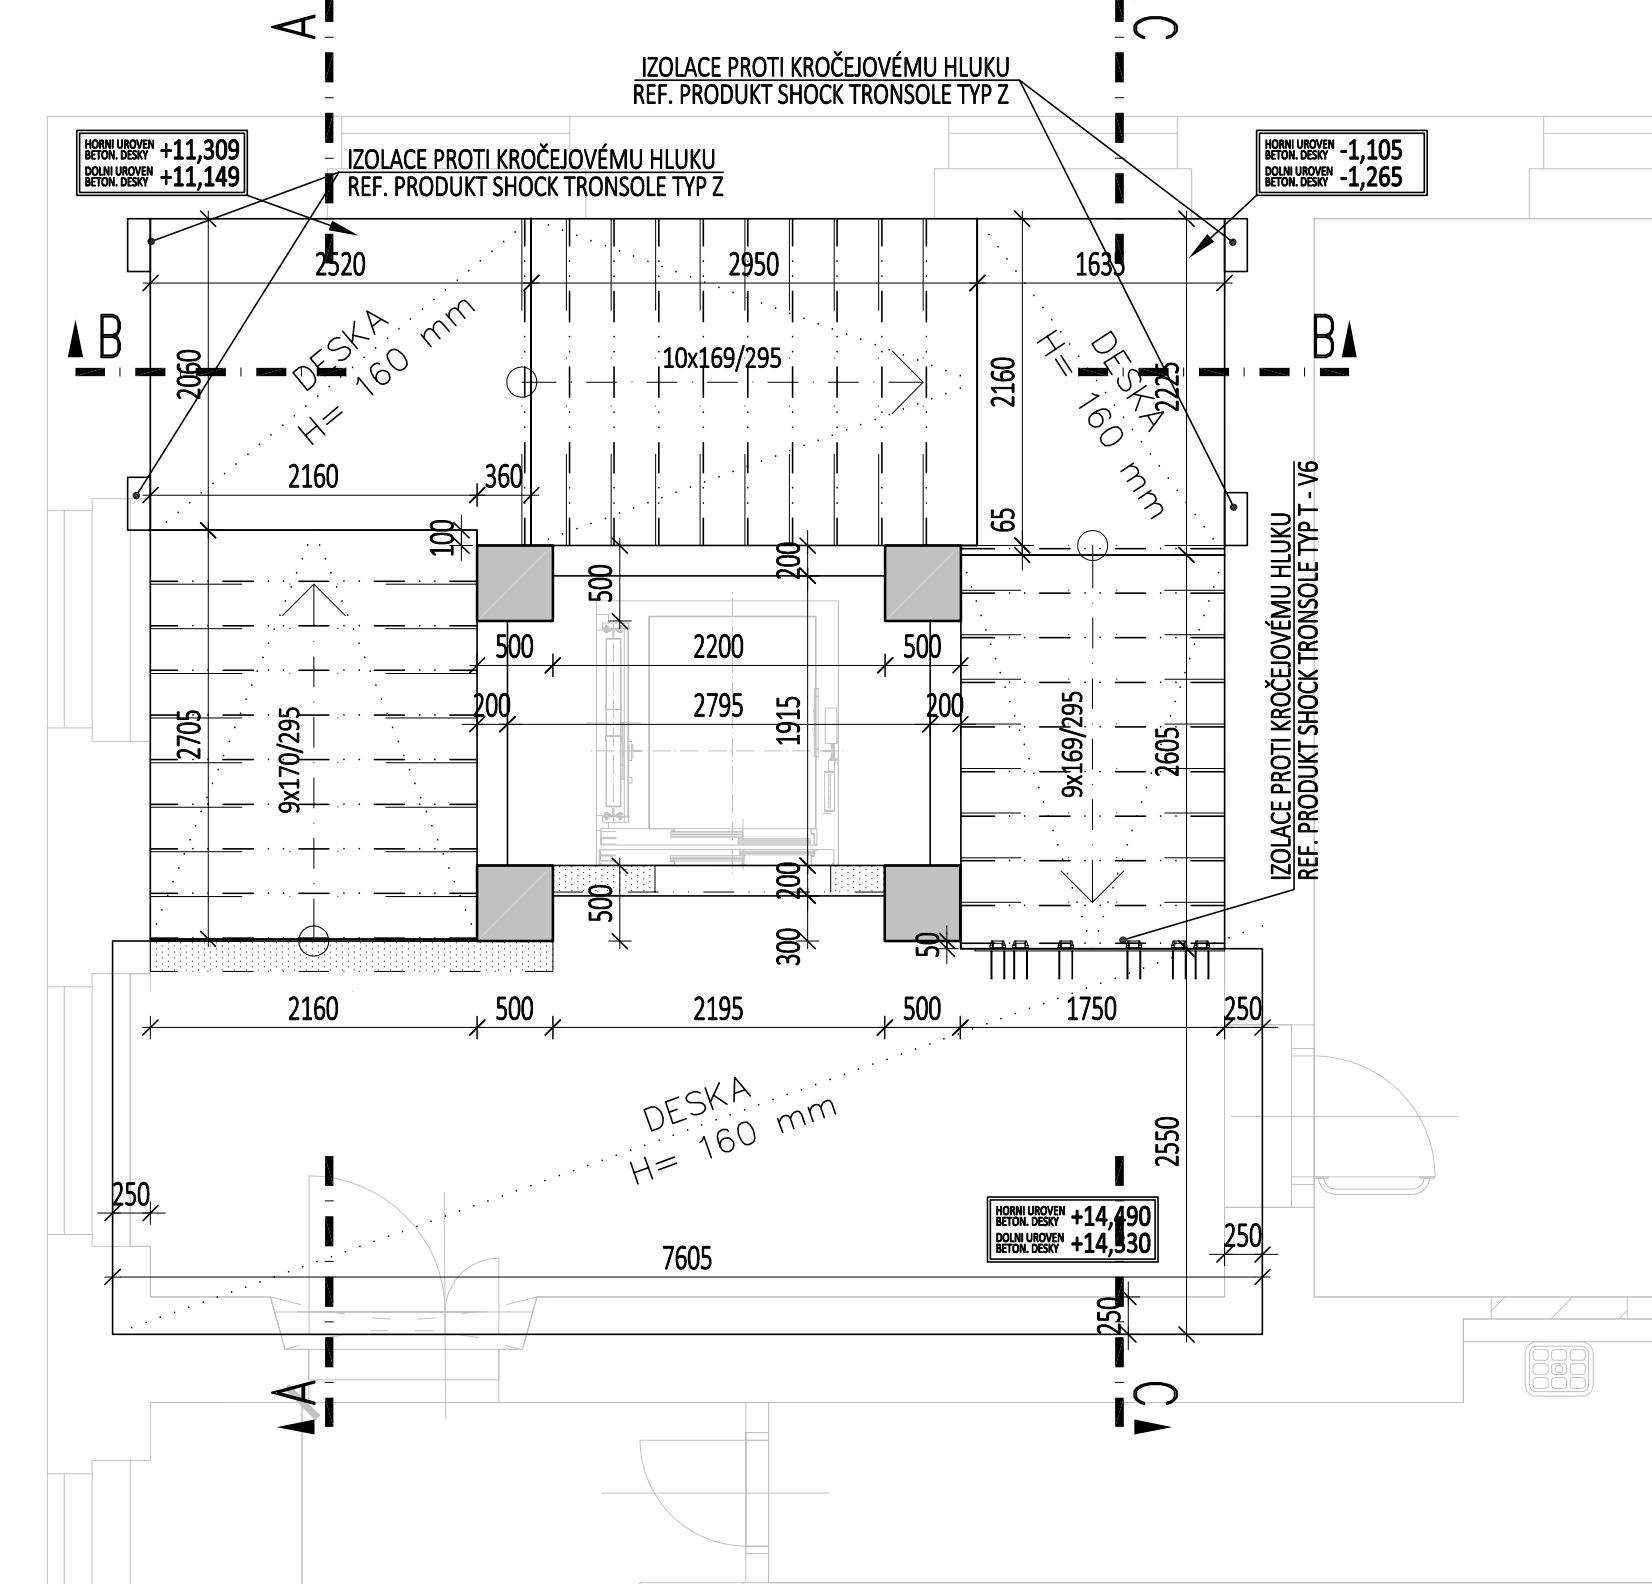 A
C
IZOLACE PROTI KROČEJOVÉMU HLUKU
REF. PRODUKT SHOCK TRONSOLE TYP Z
HORNI UROVEN
BETON. DESKY +11,309
DOLNI UROVEN
BETON. DESKY +11,149
IZOLACE PROTI KROČEJOVÉMU HLUKU
REF. PRODUKT SHOCK TRONSOLE TYP Z
HORNI UROVEN
BETON. DESKY -1,105
DOLNI UROVEN
BETON. DESKY -1,265
2520
2950
1635
B
B
2060
DESKA
H= 160 mm
10x169/295
2160
DESKA
H= 160 mm
2225
2160
360
100
65
500
200
500
2200
500
200
2795
200
1915
2705
9x170/295
9x169/295
2605
IZOLACE PROTI KROČEJOVÉMU HLUKU
REF. PRODUKT SHOCK TRONSOLE TYP T - V6
500
200
300
50
2160
500
2195
500
1750
250
DESKA
H= 160 mm
2550
250
HORNI UROVEN
BETON. DESKY +14,490
DOLNI UROVEN
BETON. DESKY +14,330
250
7605
250
A
C